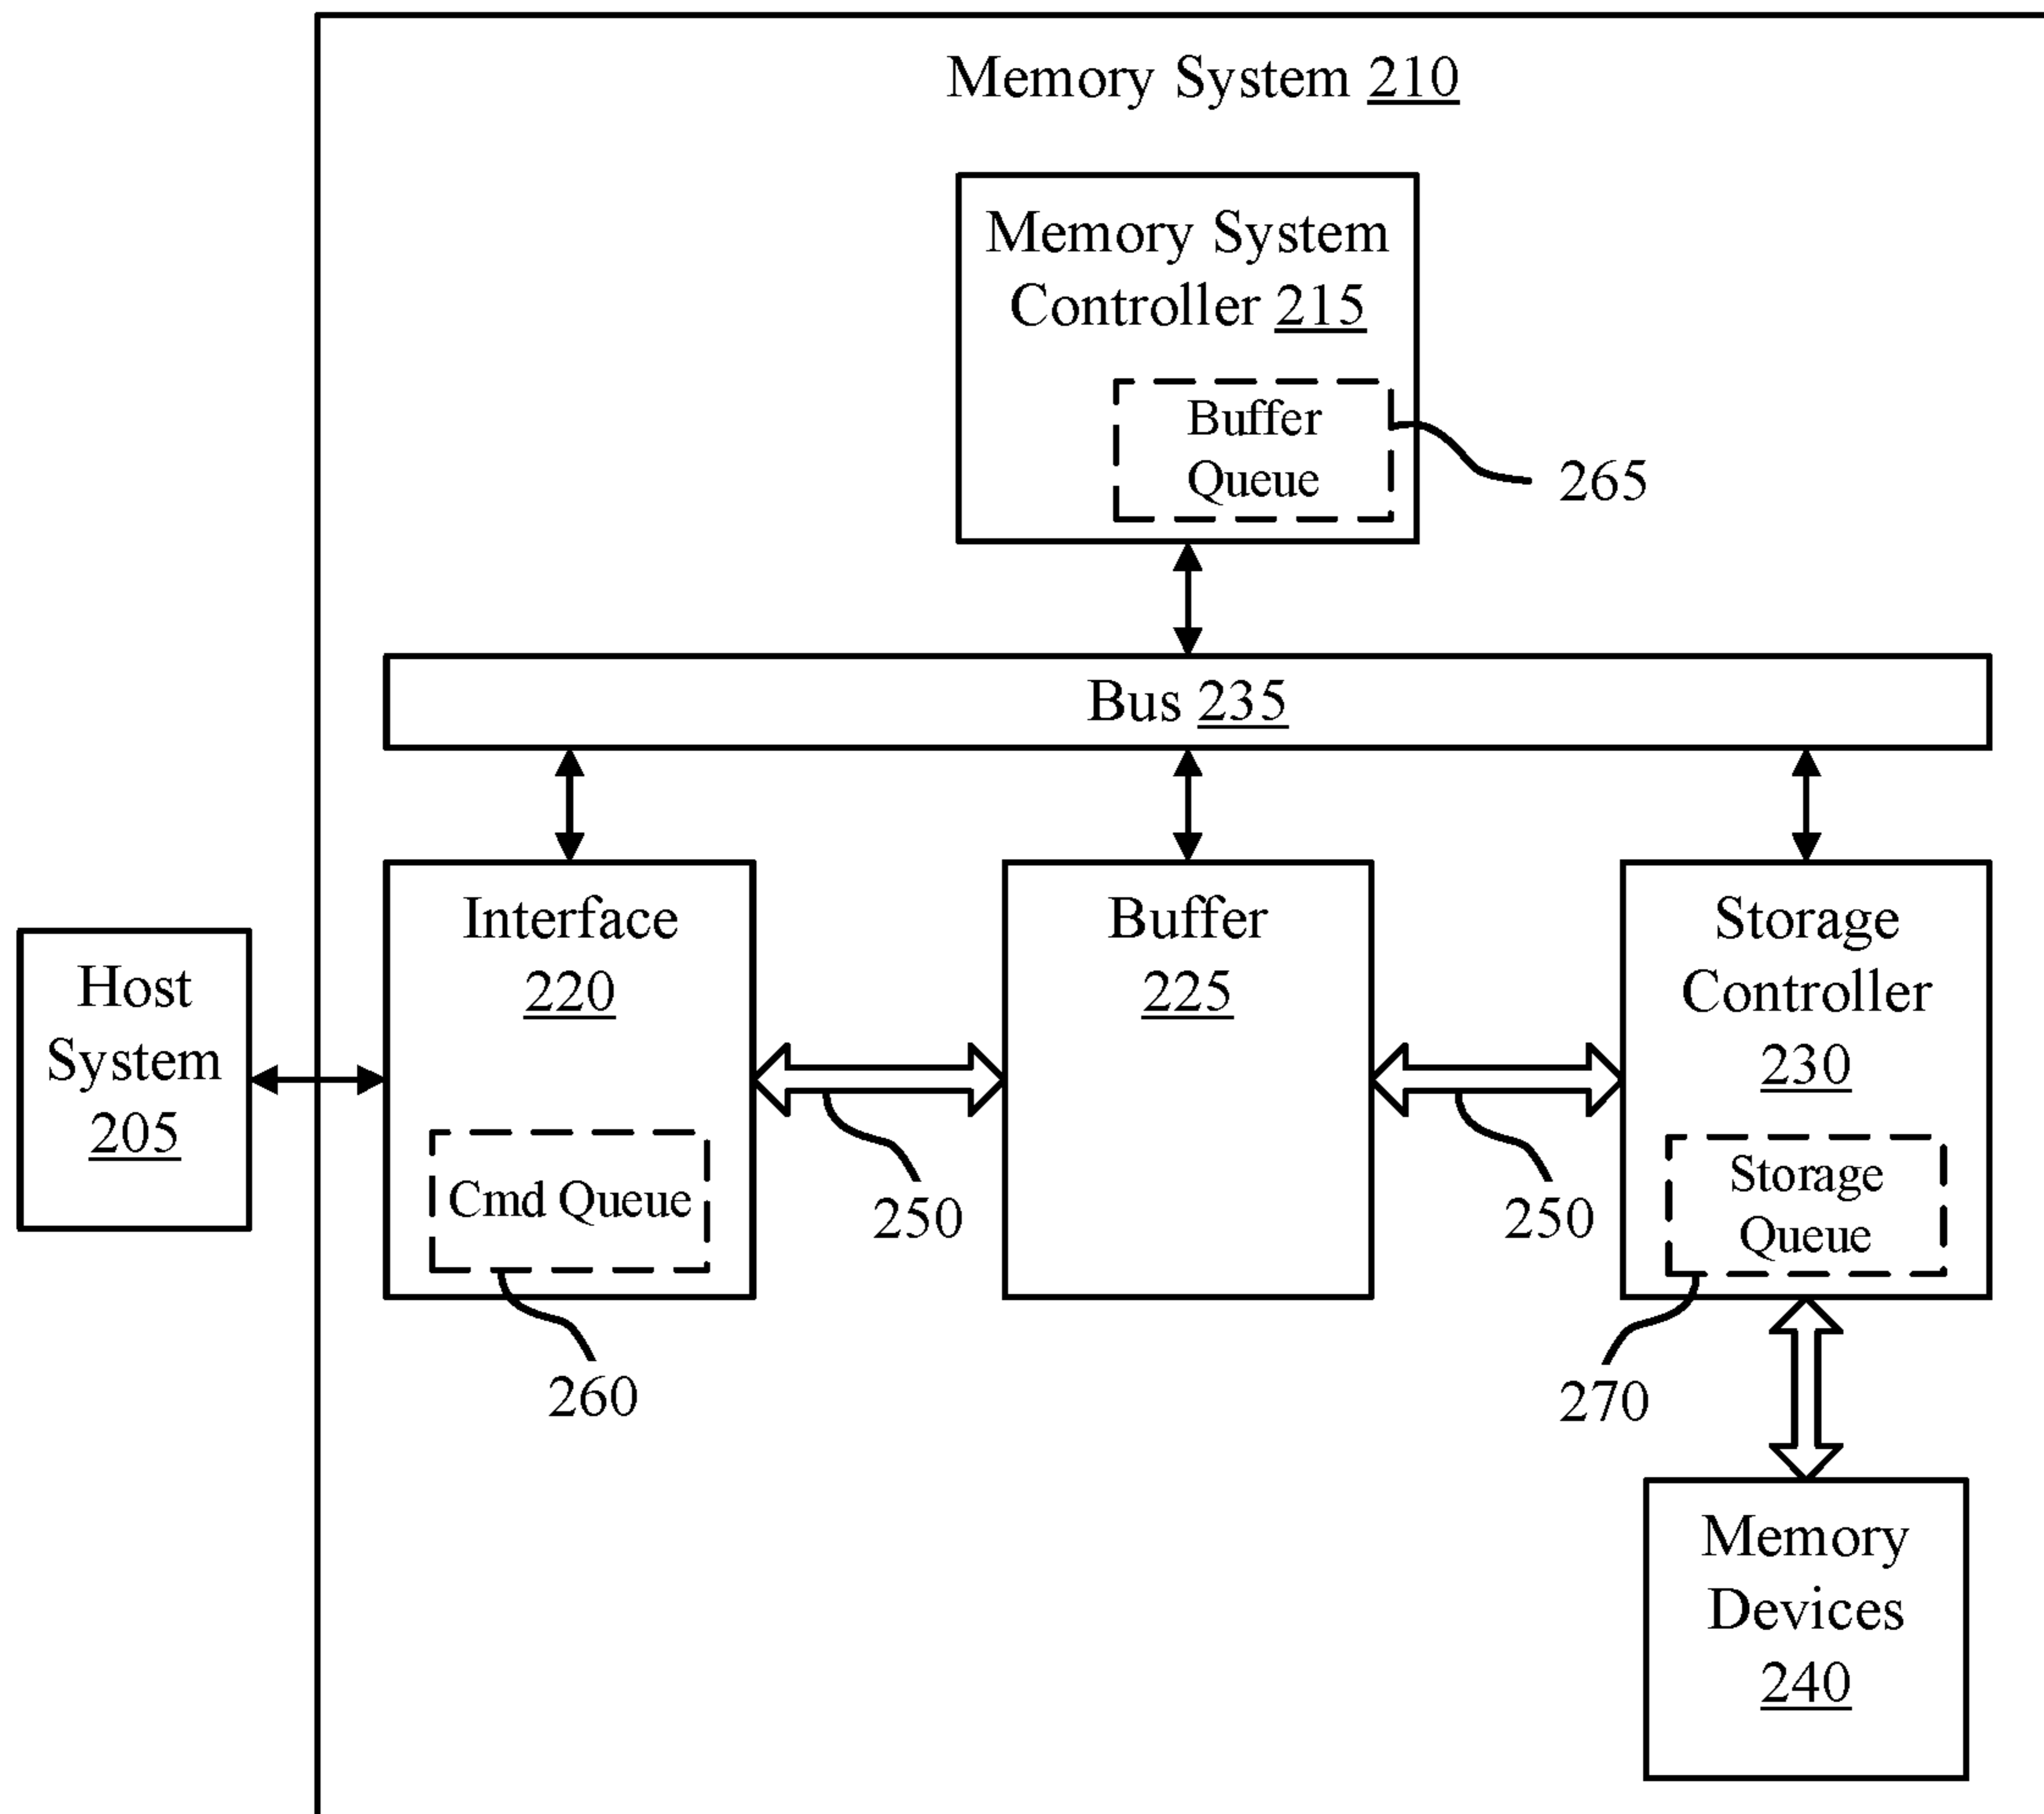 Memory System 210
Memory System
Controller 215
Buffer
Queue
265
Bus 235
Interface
220
Buffer
225
Storage
Controller
230
Host
System
205
Cmd Queue
250
250
Storage
Queue
260
270
Memory
Devices
240